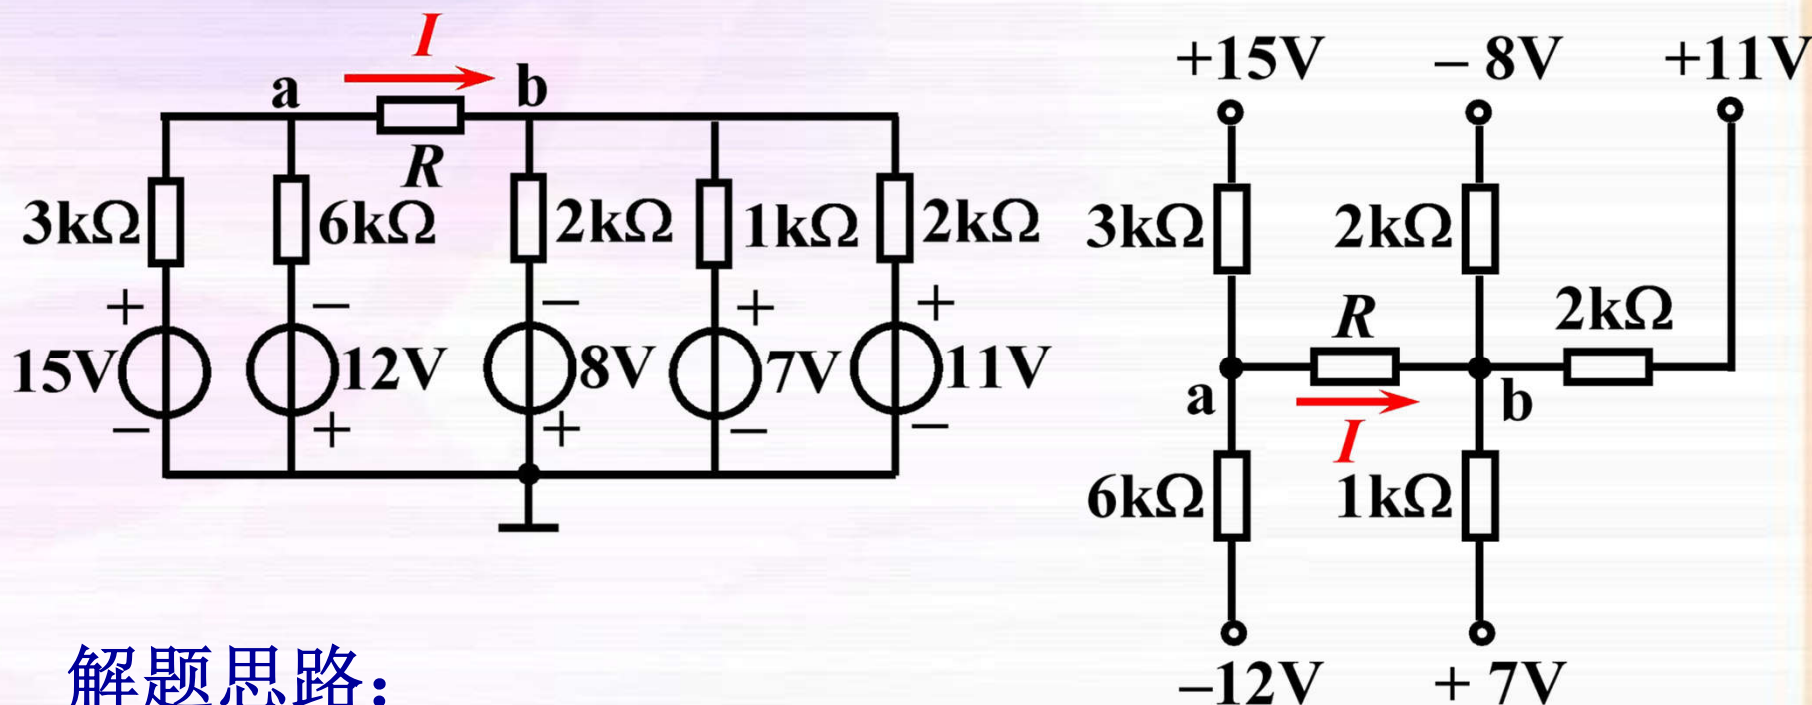 I
a b
R
3kΩ 6kΩ 2kΩ 1kΩ 2kΩ
+ − − + +
15V 12V 8V 7V 11V
− + + − −
+15V – 8V +11V
3kΩ 2kΩ
R 2kΩ
a b
I
6kΩ 1kΩ
–12V + 7V
解题思路：